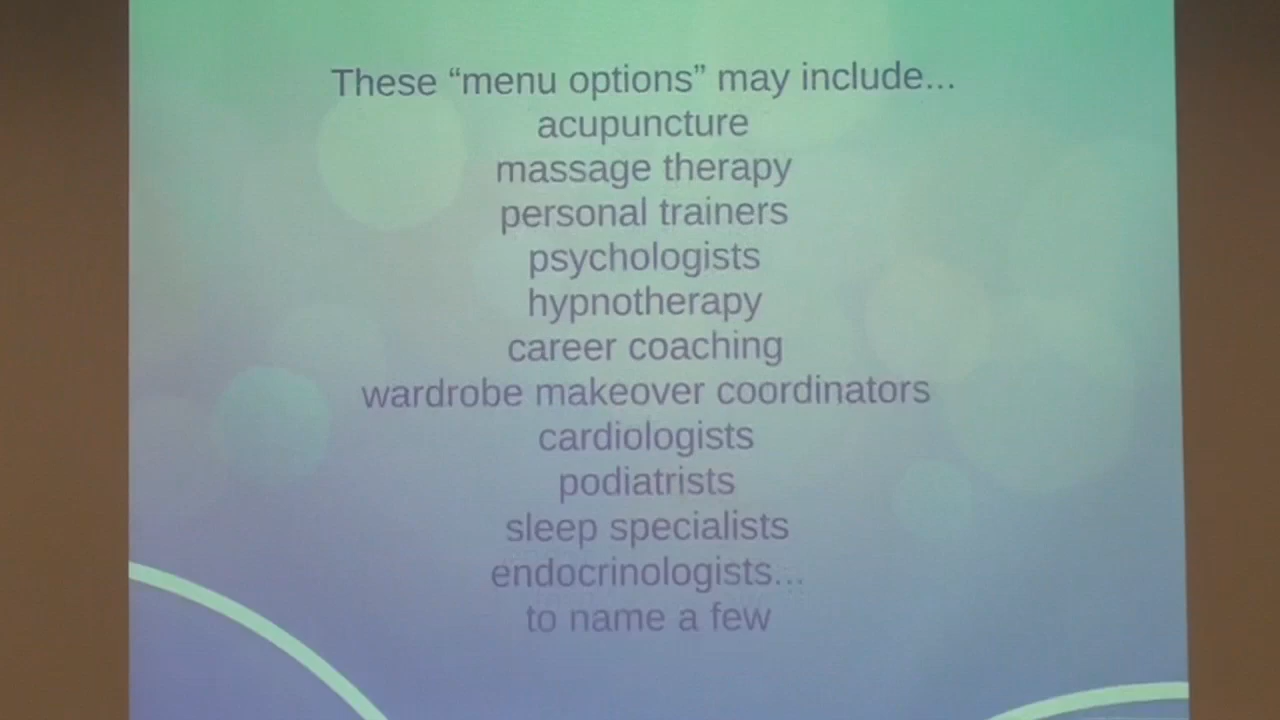 These “menu options” may include...
acupuncture
massage therapy
personal trainers
psychologists
hypnotherapy
career coaching
wardrobe makeover coordinators
cardiologists
podiatrists
sleep specialists
endocrinologists...
to name a few